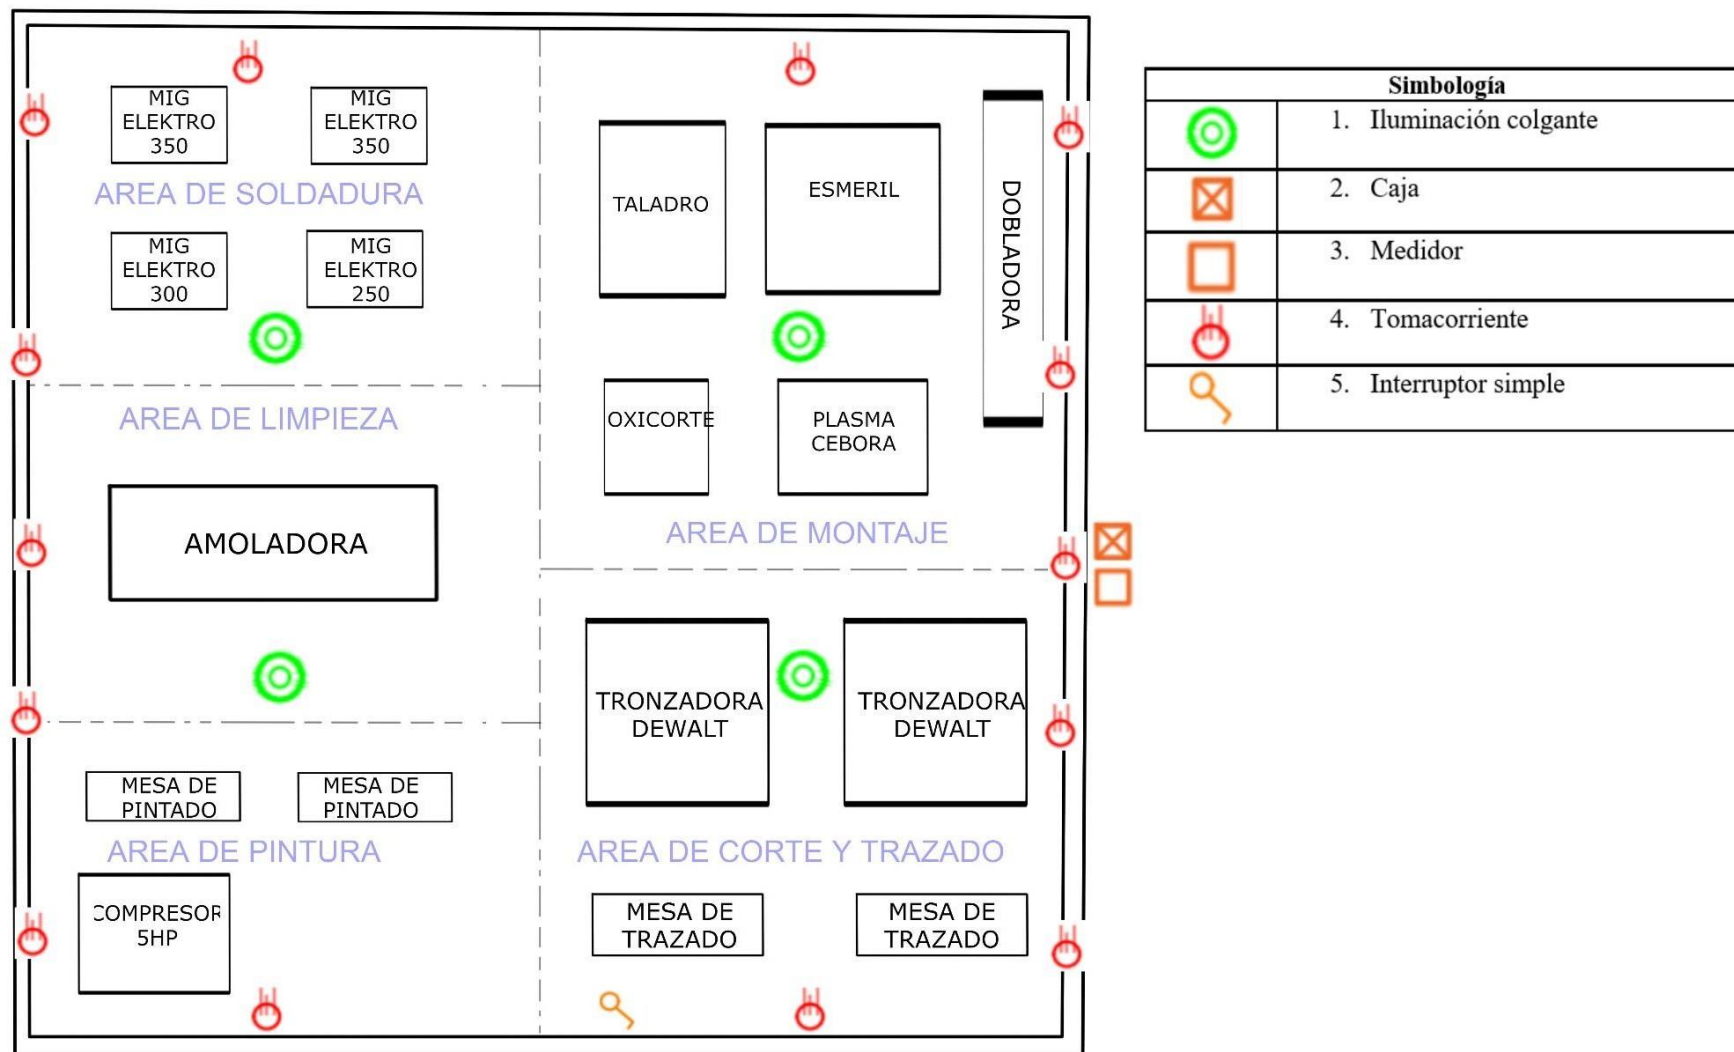 MIG
ELEKTRO
350
MIG
ELEKTRO
350
AREA DE SOLDADURA
MIG
ELEKTRO
300
MIG
ELEKTRO
250
AREA DE LIMPIEZA
AMOLADORA
MESA DE
PINTADO
MESA DE
PINTADO
AREA DE PINTURA
COMPRESOR
5HP
TALADRO
ESMERIL
DOBLADORA
OXICORTE
PLASMA
CEBORA
AREA DE MONTAJE
TRONZADORA
DEWALT
TRONZADORA
DEWALT
AREA DE CORTE Y TRAZADO
MESA DE
TRAZADO
MESA DE
TRAZADO
Simbología
1. Iluminación colgante
2. Caja
3. Medidor
4. Tomacorriente
5. Interruptor simple